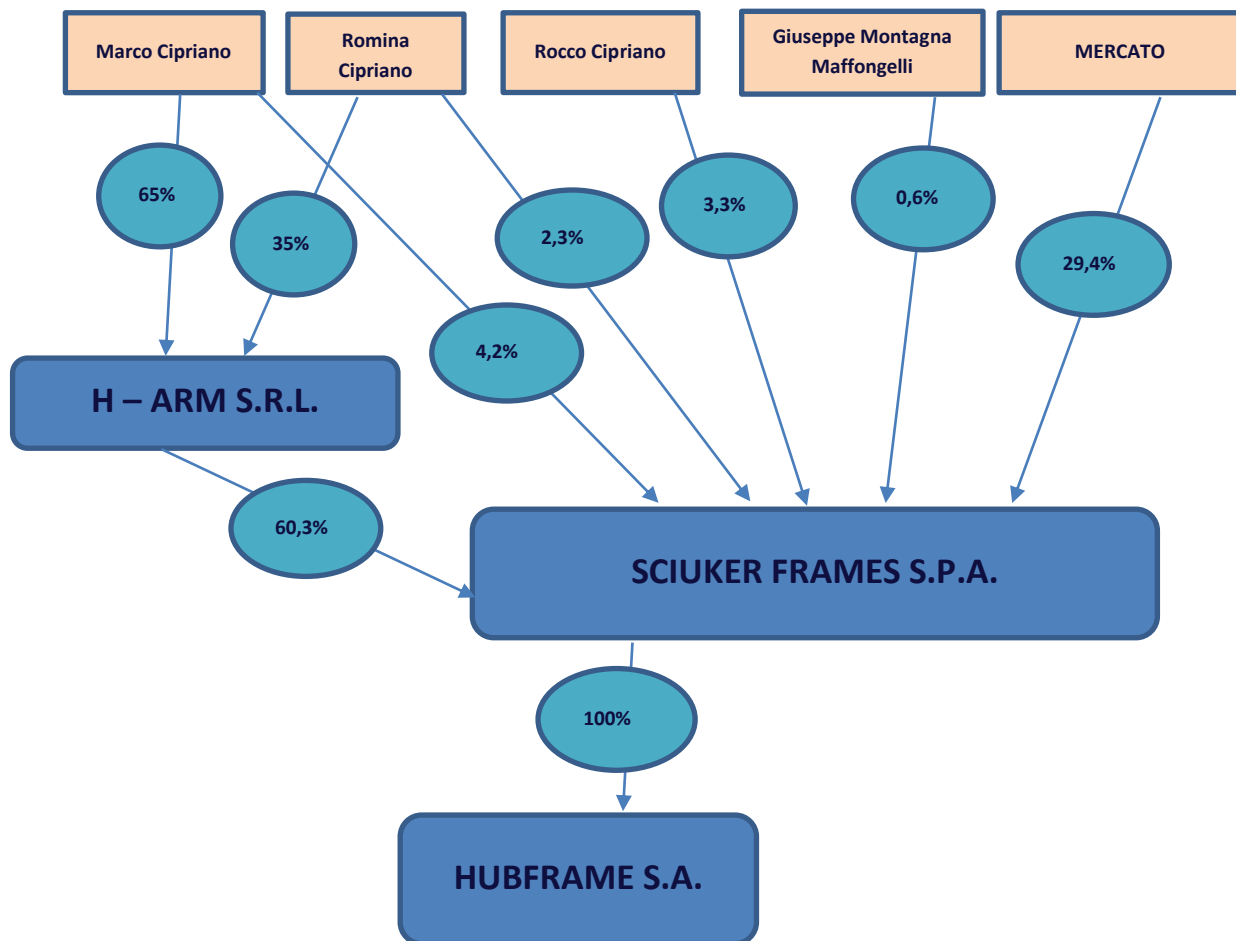 Marco Cipriano
Romina
Cipriano
Rocco Cipriano
Giuseppe Montagna
Maffongelli
MERCATO
65%
35%
2,3%
3,3%
0,6%
29,4%
4,2%
H – ARM S.R.L.
60,3%
SCIUKER FRAMES S.P.A.
100%
HUBFRAME S.A.